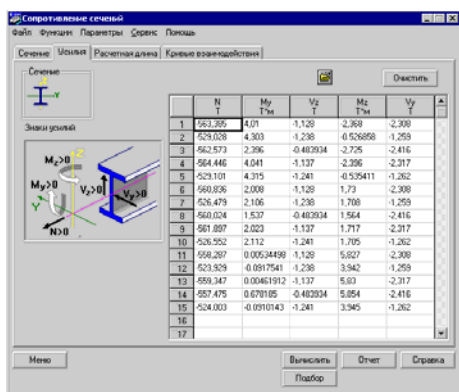 Сопротивление сечений
Файл Функции Параметры Сервис Помощь
Сечение Усилия Расчетная длина Кривые взаимодействия
Сечение
Z
Y
Очистить
Знаки усилий
Mz>0
Z
My>0
Vz>0
Vy>0
Y
N>0
N Т My Т*м Vz Т Mz Т*м Vy Т
1 -563,385 4,01 -1,128 -2,368 -2,308
2 -529,028 4,303 -1,238 -0.526858 -1,259
3 -562,573 2,396 -0.483934 -2,725 -2,416
4 -564,446 4,041 -1,137 -2,396 -2,317
5 -529,101 4,315 -1,241 -0.535411 -1,262
6 -560,836 2,008 -1,128 1,73 -2,308
7 -526,479 2,106 -1,238 1,708 -1,259
8 -560,024 1,537 -0.483934 1,564 -2,416
9 -561,897 2,023 -1,137 1,717 -2,317
10 -526,552 2,112 -1,241 1,705 -1,262
11 -558,287 0.00534498 -1,128 5,827 -2,308
12 -523,929 -0.0917541 -1,238 3,942 -1,259
13 -559,347 0.00461912 -1,137 5,83 -2,317
14 -557,475 0.678185 -0.483934 5,854 -2,416
15 -524,003 -0.0910143 -1,241 3,945 -1,262
16
17
Меню Вычислить Отчет Справка
Подбор